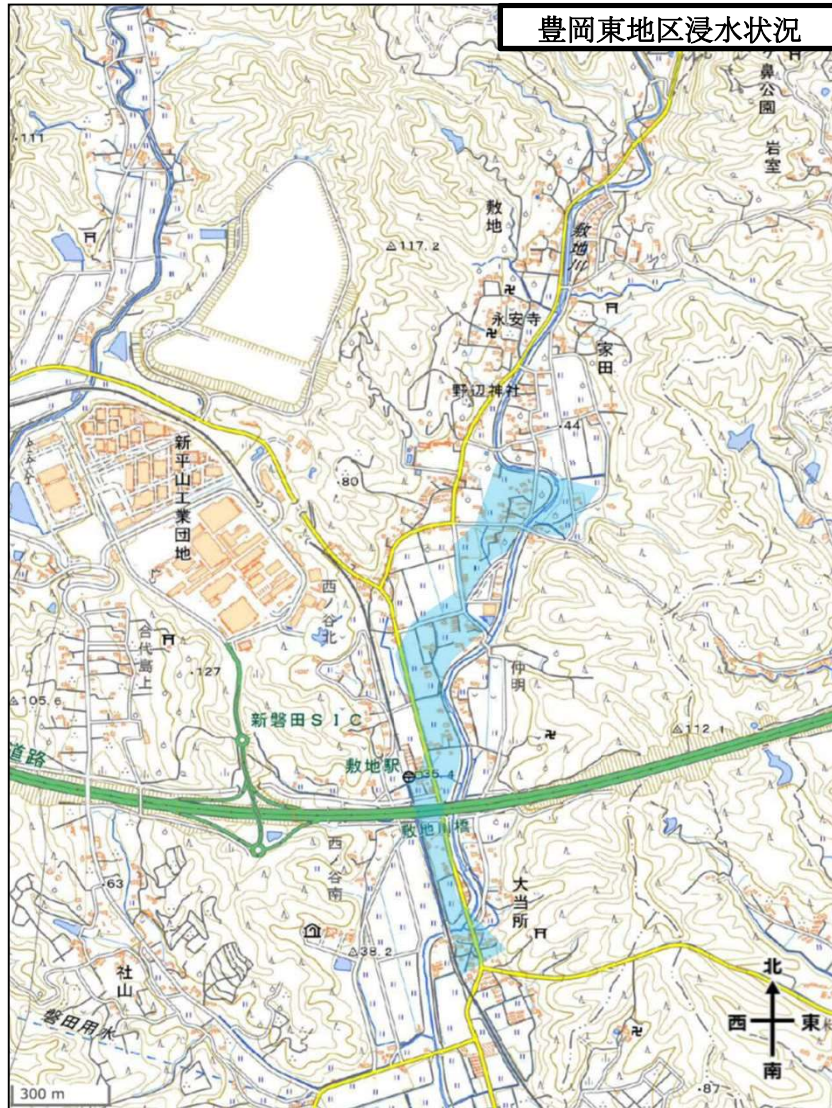 豊岡東地区浸水状況
鼻公園
岩室
・111
敷地
△117.2
敷地川
永安寺
家田
野辺神社
・44
新平山工業団地
・80
西ノ谷北
合代島上
・127
仲明
△105.6
新磐田SIC
△112.1
道路
敷地駅
35.4
敷地川橋
西ノ谷南
大当所
・63
△38.2
社山
磐田用水
北
西 東
南
300 m
・87